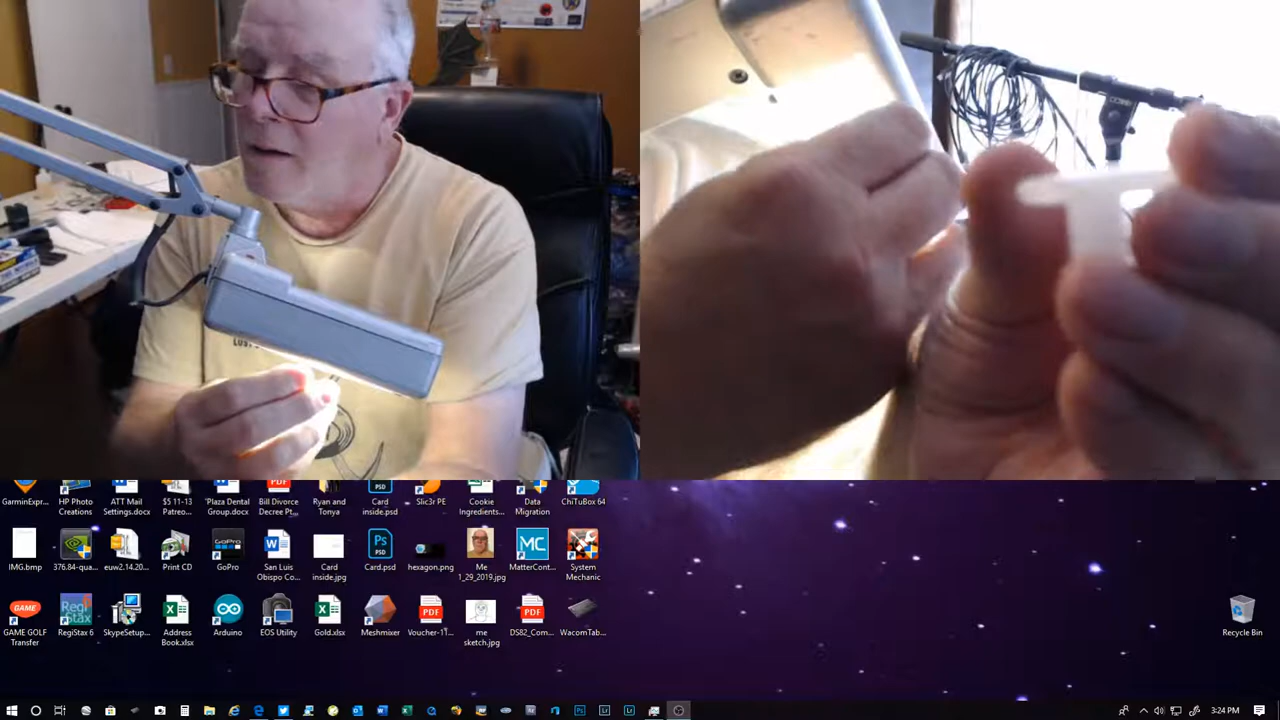 GarminExpr...
HP Photo Creations
ATT Mail Settings.docx
$5 11-13 Patreo...
'Plaza Dental Group.docx
Bill Divorce Decree Pt...
Ryan and Tonya
Card inside.psd
Slic3r PE
Cookie Ingredients...
Data Migration
ChiTuBox 64
IMG.bmp
376.84-qua...
euw2.14.20...
Print CD
GoPro
San Luis Obispo Co...
Card inside.jpg
Card.psd
hexagon.png
Me 1_29_2019.jpg
MatterCont...
System Mechanic
GAME GOLF Transfer
RegiStax 6
SkypeSetup...
Address Book.xlsx
Arduino
EOS Utility
Gold.xlsx
Meshmixer
Voucher-1T...
me sketch.jpg
DS82_Com...
WacomTab...
Recycle Bin
3:24 PM